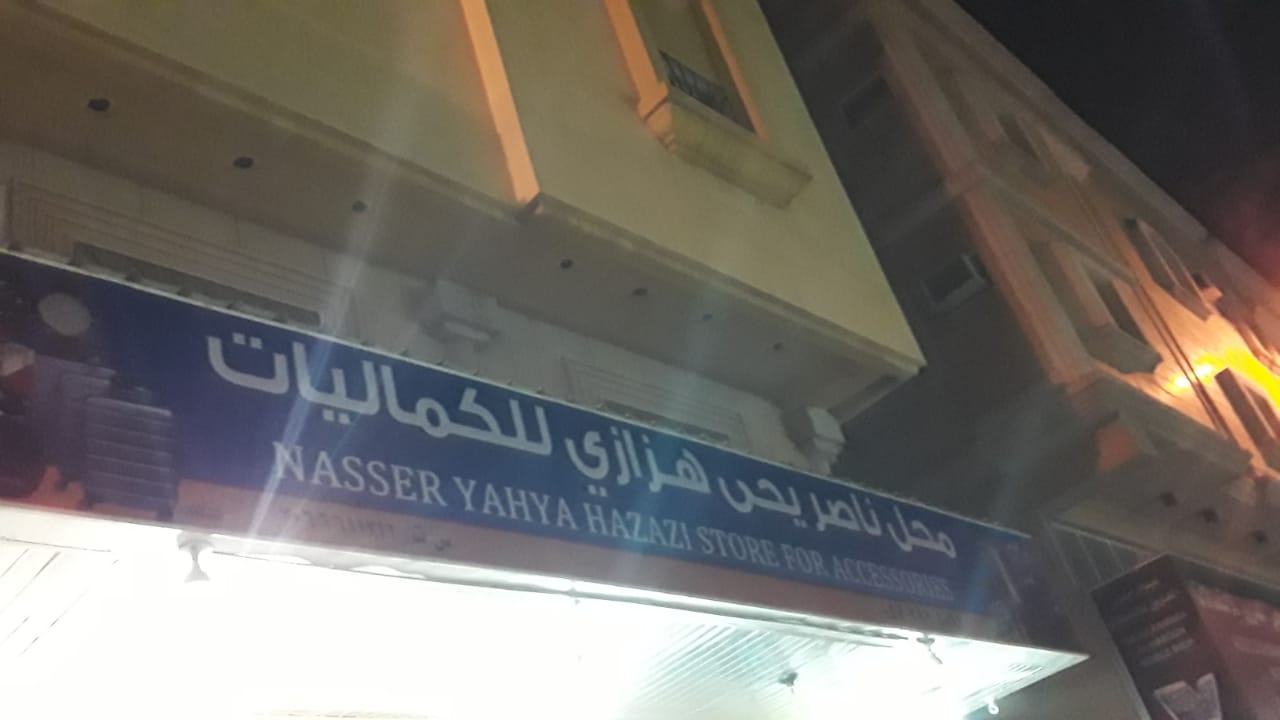 محل ناصر يحى هزازي للكماليات
NASSER YAHYA HAZAZI STORE FOR ACCESSORIES